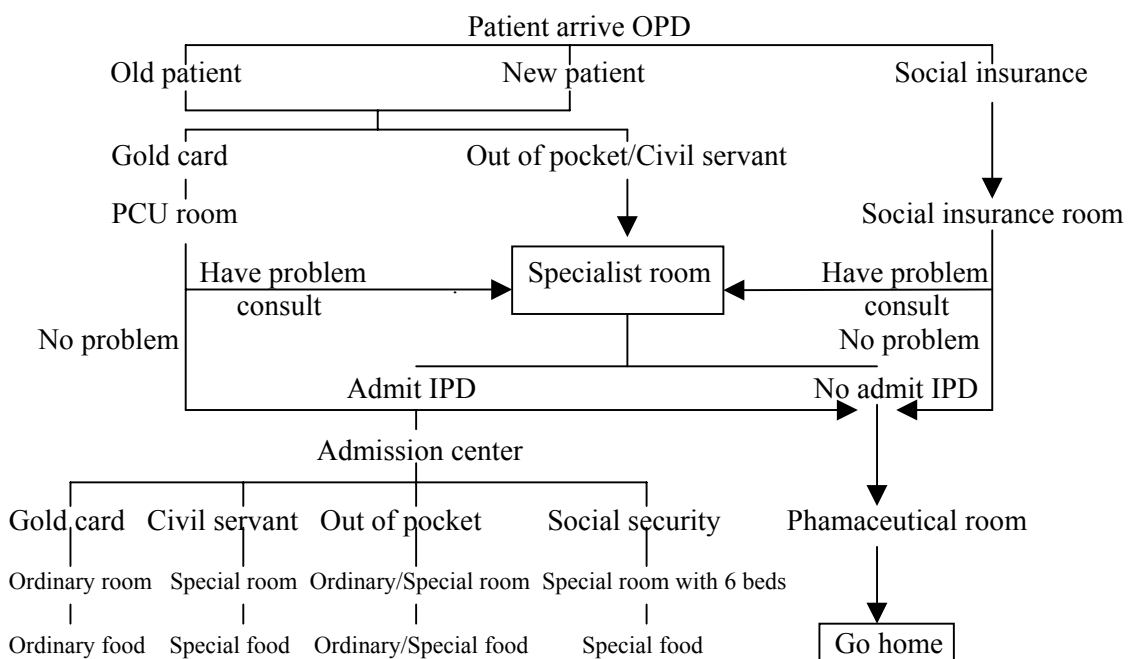 Patient arrive OPD
Old patient New patient Social insurance
Gold card Out of pocket/Civil servant
PCU room Social insurance room
Have problem Specialist room Have problem
consult consult
No problem No problem
Admit IPD No admit IPD
Admission center
Gold card Civil servant Out of pocket Social security Phamaceutical room
Ordinary room Special room Ordinary/Special room Special room with 6 beds
Ordinary food Special food Ordinary/Special food Special food Go home